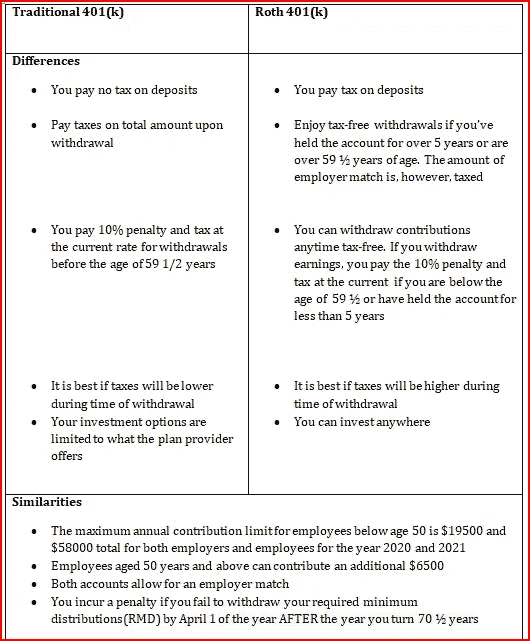 Traditional 401(k)
Roth 401(k)
Differences
• You pay no tax on deposits
• Pay taxes on total amount upon
withdrawal
• You pay 10% penalty and tax at
the current rate for withdrawals
before the age of 59 1/2 years
• It is best if taxes will be lower
during time of withdrawal
• Your investment options are
limited to what the plan provider
offers
• You pay tax on deposits
• Enjoy tax-free withdrawals if you’ve
held the account for over 5 years or are
over 59 ½ years of age. The amount of
employer match is, however, taxed
• You can withdraw contributions
anytime tax-free. If you withdraw
earnings, you pay the 10% penalty and
tax at the current if you are below the
age of 59 ½ or have held the account for
less than 5 years
• It is best if taxes will be higher during
time of withdrawal
• You can invest anywhere
Similarities
• The maximum annual contribution limit for employees below age 50 is $19500 and
$58000 total for both employers and employees for the year 2020 and 2021
• Employees aged 50 years and above can contribute an additional $6500
• Both accounts allow for an employer match
• You incur a penalty if you fail to withdraw your required minimum
distributions (RMD) by April 1 of the year AFTER the year you turn 70 ½ years